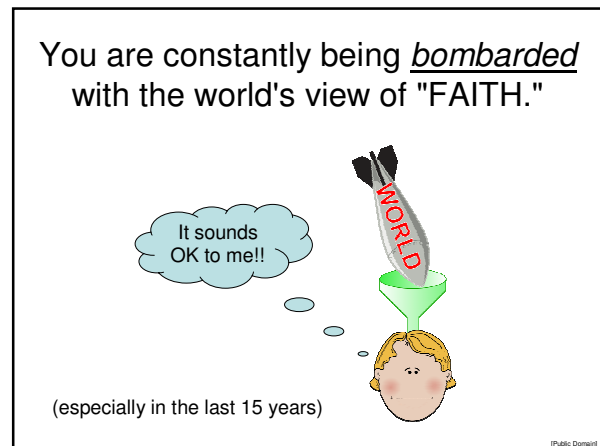 You are constantly being bombarded
with the world's view of "FAITH."
WORLD
It sounds
OK to me!!
(especially in the last 15 years)
[Public Domain]